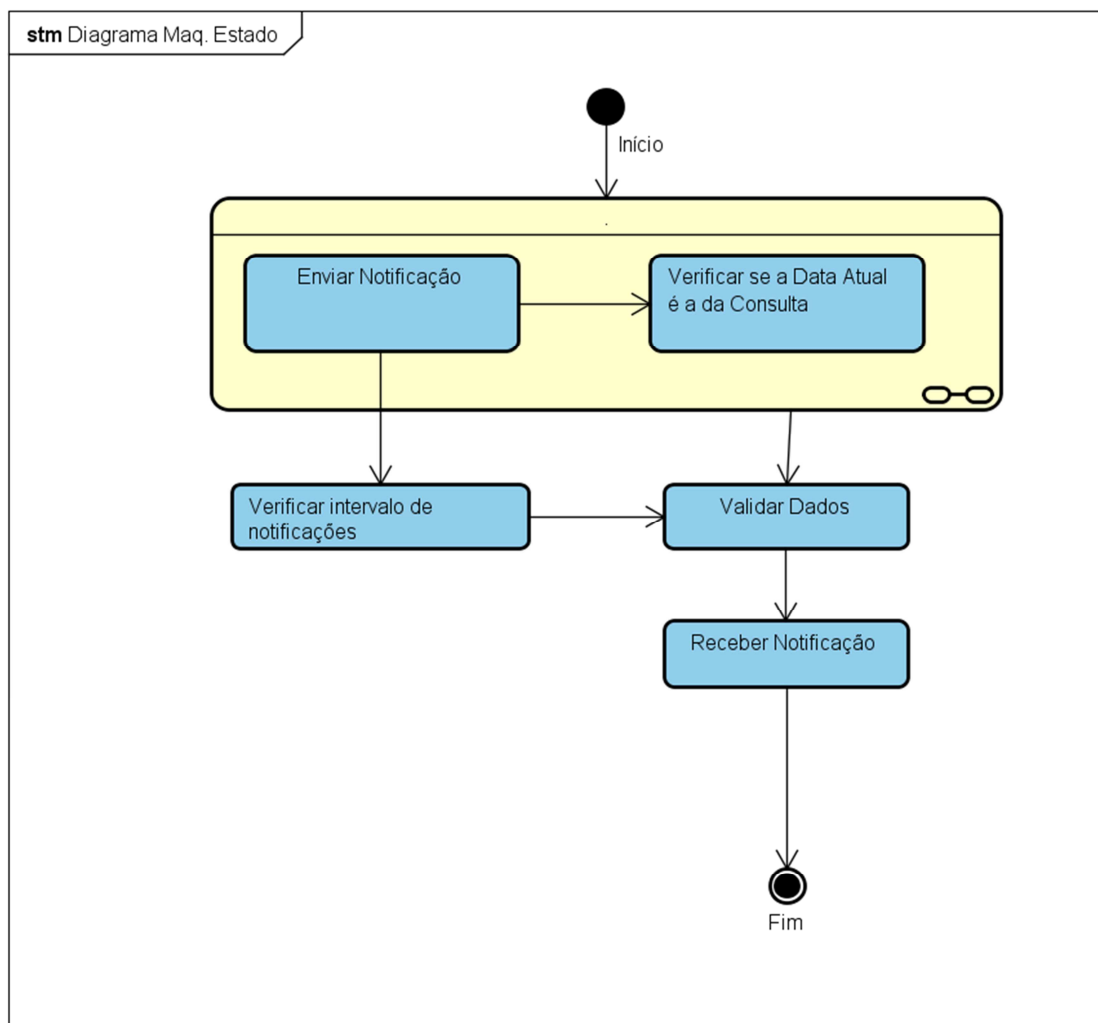 stm Diagrama Maq. Estado
Início
.
Enviar Notificação
Verificar se a Data Atual
é a da Consulta
Verificar intervalo de
notificações
Validar Dados
Receber Notificação
Fim